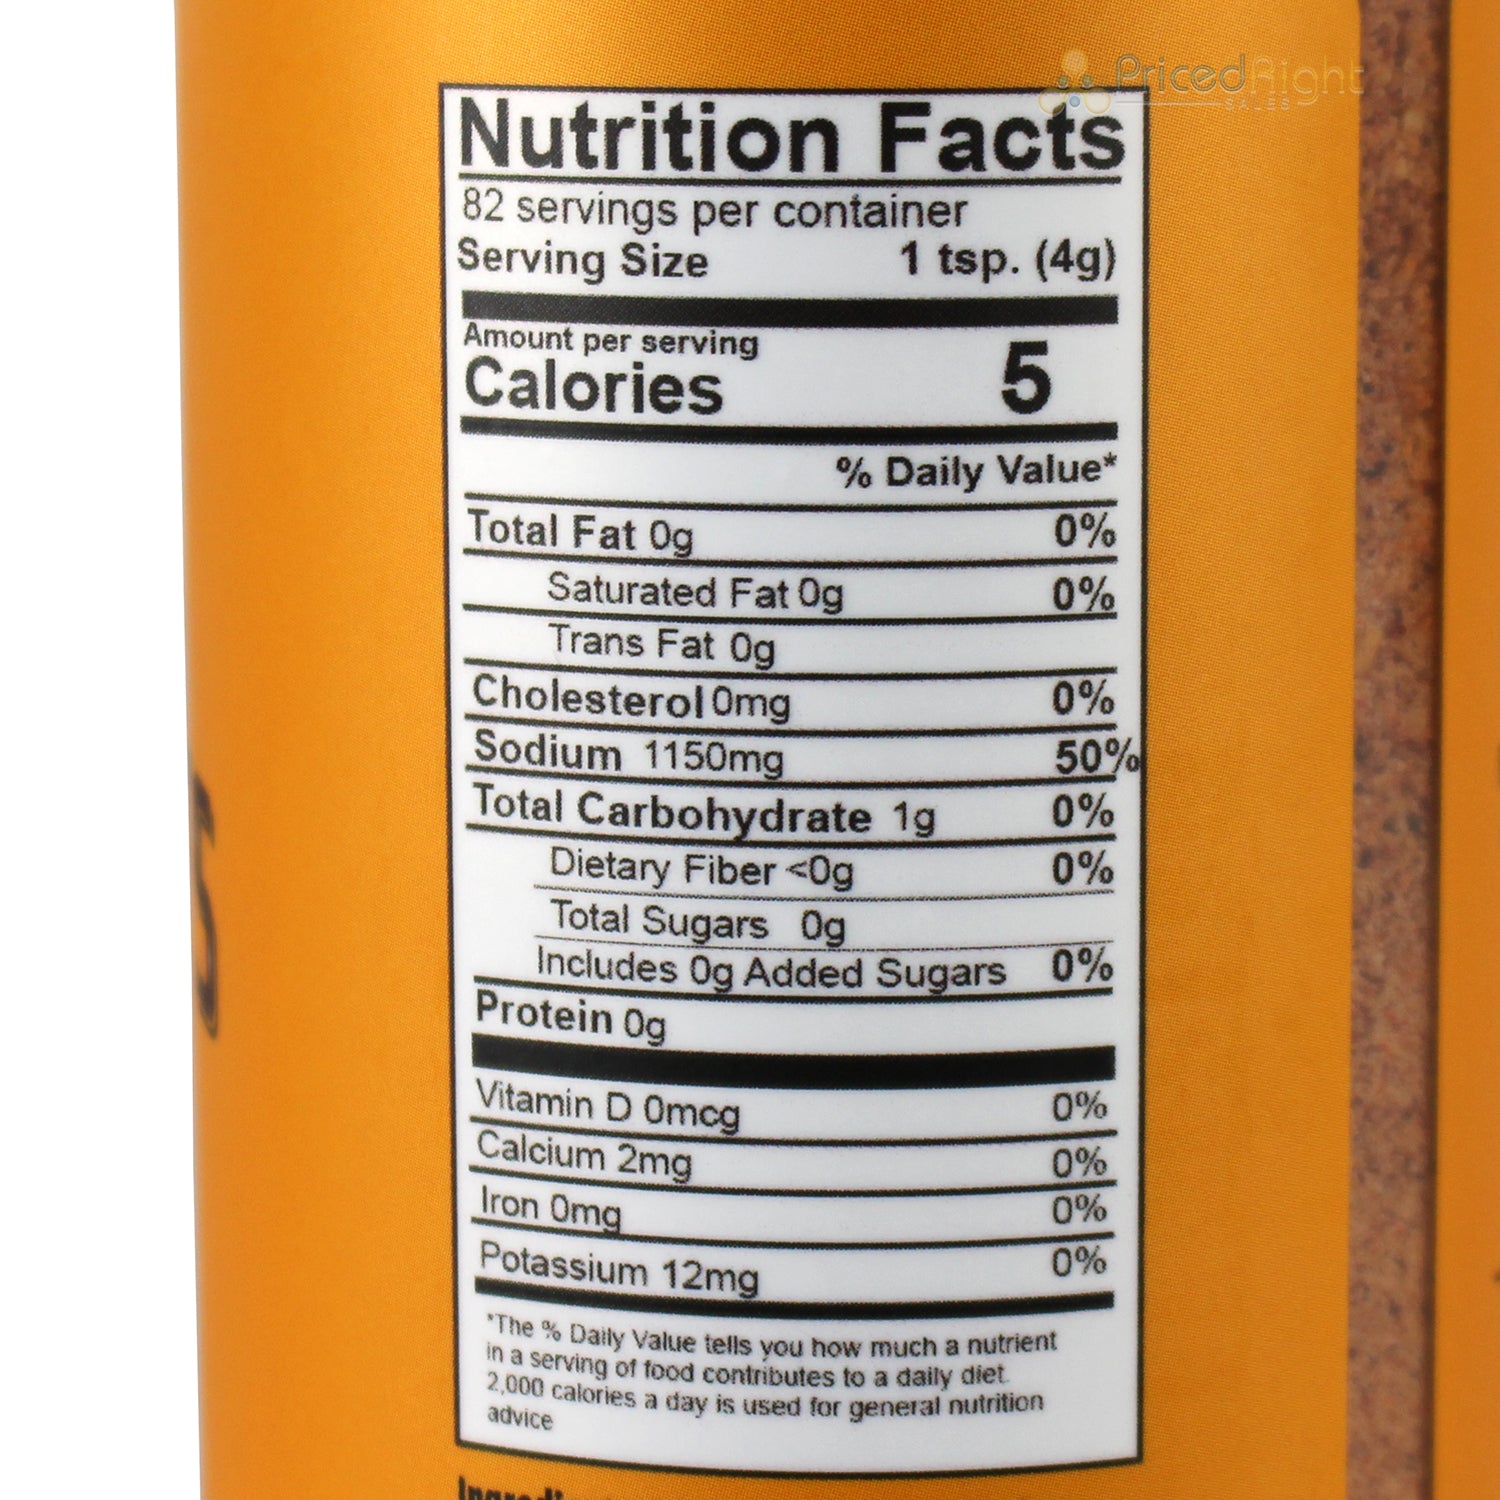 PricedRight
SALES
Nutrition Facts
82 servings per container
Serving Size 1 tsp. (4g)
Amount per serving
Calories 5
% Daily Value*
Total Fat 0g 0%
Saturated Fat 0g 0%
Trans Fat 0g
Cholesterol 0mg 0%
Sodium 1150mg 50%
Total Carbohydrate 1g 0%
Dietary Fiber <0g 0%
Total Sugars 0g
Includes 0g Added Sugars 0%
Protein 0g
Vitamin D 0mcg 0%
Calcium 2mg 0%
Iron 0mg 0%
Potassium 12mg 0%
*The % Daily Value tells you how much a nutrient
in a serving of food contributes to a daily diet.
2,000 calories a day is used for general nutrition
advice